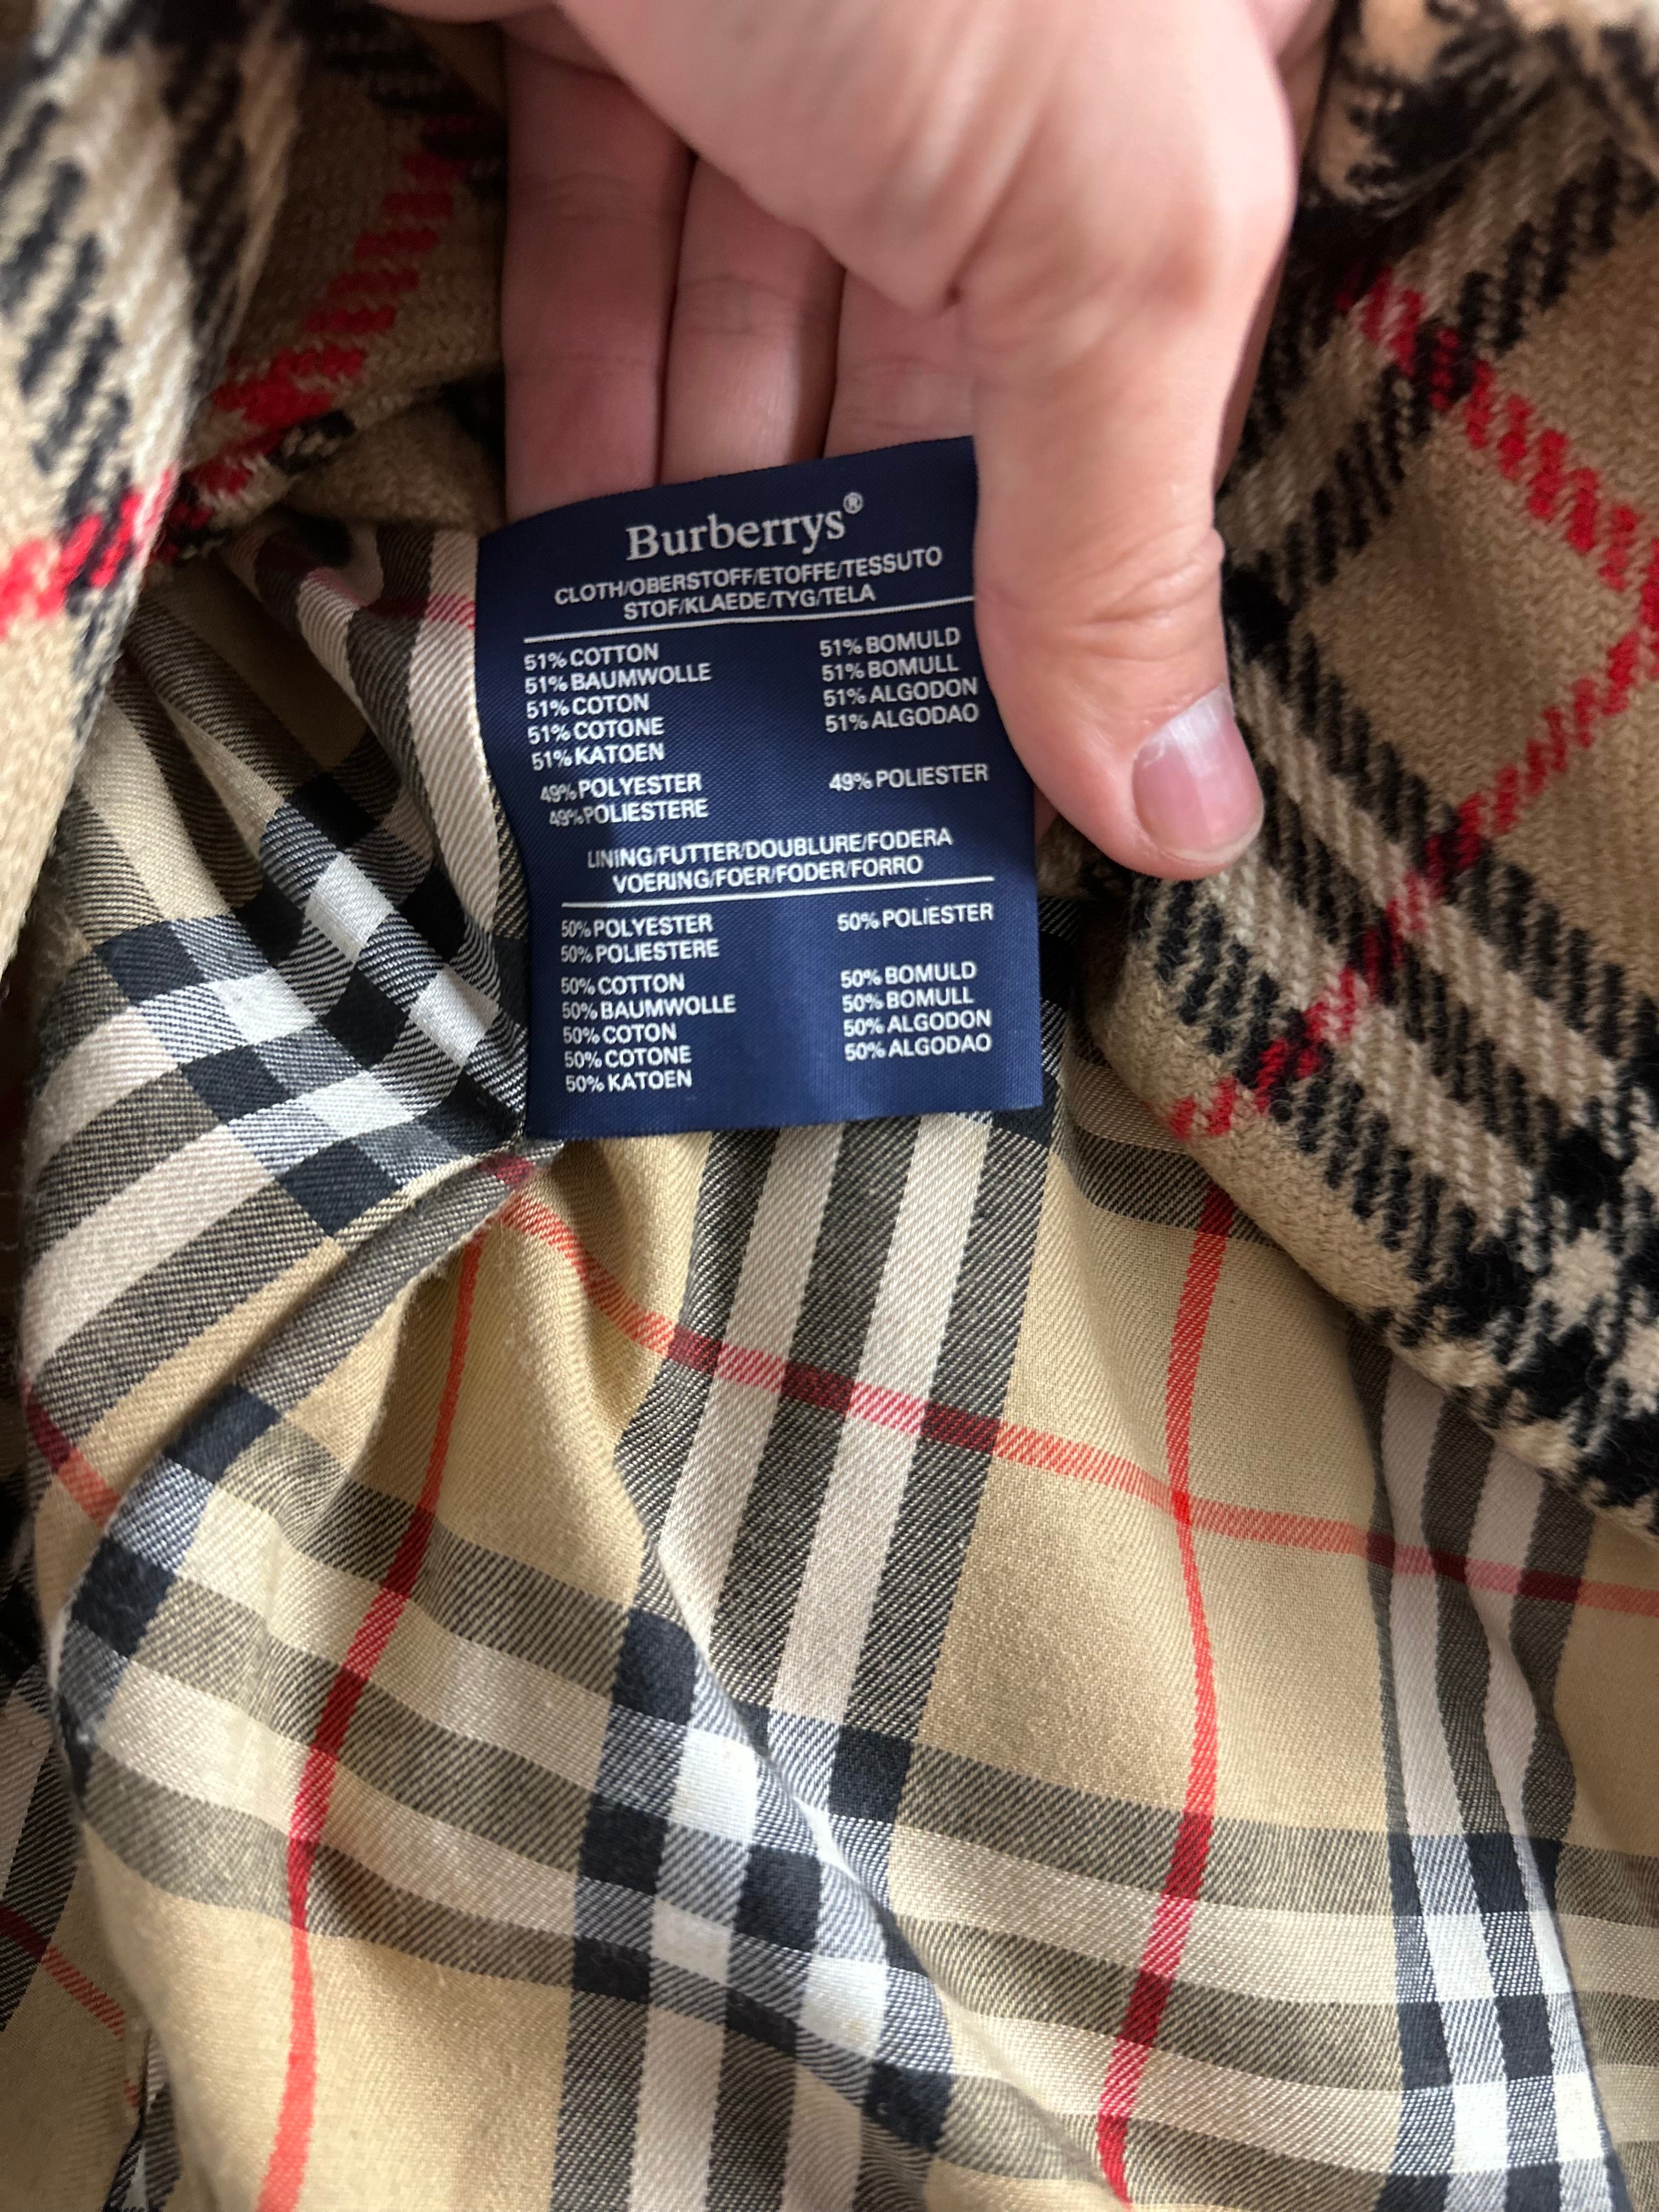 Burberrys®
CLOTH/OBERSTOFF/ETOFFE/TESSUTO
STOF/KLAEDE/TYG/TELA
51% COTTON 51% BOMULD
51% BAUMWOLLE 51% BOMULL
51% COTON 51% ALGODON
51% COTONE 51% ALGODAO
51% KATOEN
49% POLYESTER 49% POLIESTER
49% POLIESTERE
LINING/FUTTER/DOUBLURE/FODERA
VOERING/FOER/FODER/FORRO
50% POLYESTER 50% POLIESTER
50% POLIESTERE
50% COTTON 50% BOMULD
50% BAUMWOLLE 50% BOMULL
50% COTON 50% ALGODON
50% COTONE 50% ALGODAO
50% KATOEN